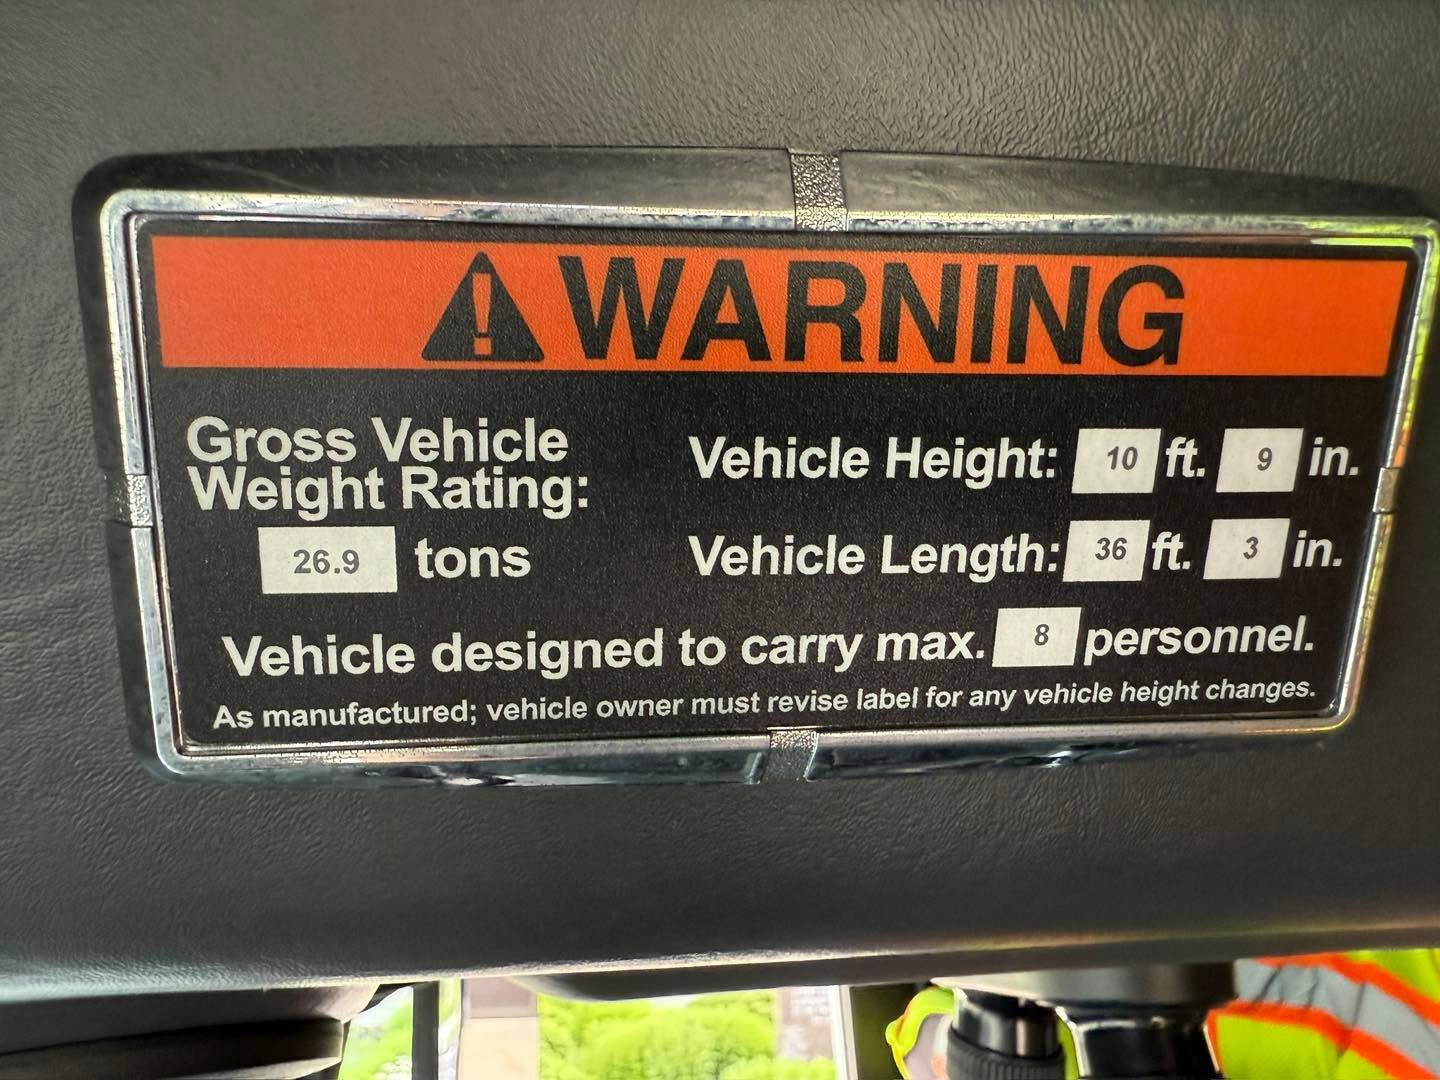 WARNING
Gross Vehicle
Weight Rating:
26.9 tons
Vehicle Height: 10 ft. 9 in.
Vehicle Length: 36 ft. 3 in.
Vehicle designed to carry max. 8 personnel.
As manufactured; vehicle owner must revise label for any vehicle height changes.